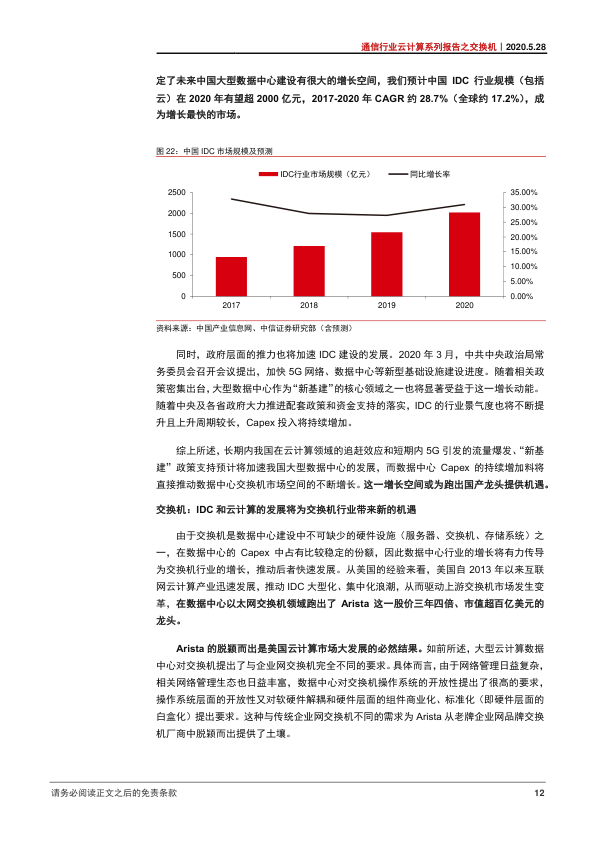 通信行业云计算系列报告之交换机｜2020.5.28
定了未来中国大型数据中心建设有很大的增长空间，我们预计中国 IDC 行业规模（包括
云）在 2020 年有望超 2000 亿元，2017-2020 年 CAGR 约 28.7%（全球约 17.2%），成
为增长最快的市场。
图 22：中国 IDC 市场规模及预测
IDC行业市场规模（亿元） 同比增长率
2500 35.00%
30.00%
2000 25.00%
1500 20.00%
1000 15.00%
10.00%
500 5.00%
0 0.00%
2017 2018 2019 2020
资料来源：中国产业信息网、中信证券研究部（含预测）
同时，政府层面的推力也将加速 IDC 建设的发展。2020 年 3 月，中共中央政治局常
务委员会召开会议提出，加快 5G 网络、数据中心等新型基础设施建设进度。随着相关政
策密集出台，大型数据中心作为“新基建”的核心领域之一也将显著受益于这一增长动能。
随着中央及各省政府大力推进配套政策和资金支持的落实，IDC 的行业景气度也将不断提
升且上升周期较长，Capex 投入将持续增加。
综上所述，长期内我国在云计算领域的追赶效应和短期内 5G 引发的流量爆发、“新基
建”政策支持预计将加速我国大型数据中心的发展，而数据中心 Capex 的持续增加料将
直接推动数据中心交换机市场空间的不断增长。这一增长空间或为跑出国产龙头提供机遇。
交换机：IDC 和云计算的发展将为交换机行业带来新的机遇
由于交换机是数据中心建设中不可缺少的硬件设施（服务器、交换机、存储系统）之
一，在数据中心的 Capex 中占有比较稳定的份额，因此数据中心行业的增长将有力传导
为交换机行业的增长，推动后者快速发展。从美国的经验来看，美国自 2013 年以来互联
网云计算产业迅速发展，推动 IDC 大型化、集中化浪潮，从而驱动上游交换机市场发生变
革，在数据中心以太网交换机领域跑出了 Arista 这一股价三年四倍、市值超百亿美元的
龙头。
Arista 的脱颖而出是美国云计算市场大发展的必然结果。如前所述，大型云计算数据
中心对交换机提出了与企业网交换机完全不同的要求。具体而言，由于网络管理日益复杂，
相关网络管理生态也日益丰富，数据中心对交换机操作系统的开放性提出了很高的要求，
操作系统层面的开放性又对软硬件解耦和硬件层面的组件商业化、标准化（即硬件层面的
白盒化）提出要求。这种与传统企业网交换机不同的需求为 Arista 从老牌企业网品牌交换
机厂商中脱颖而出提供了土壤。
请务必阅读正文之后的免责条款 12